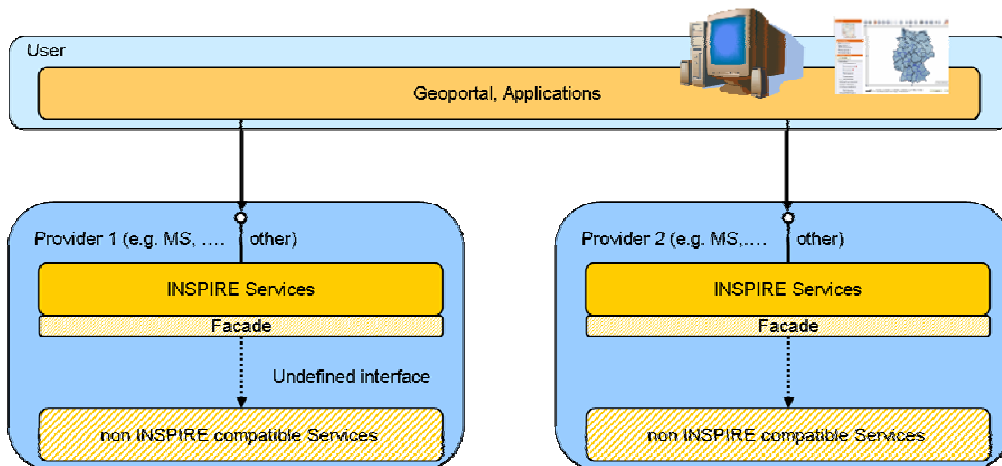 User
Geoportal, Applications
Provider 1 (e.g. MS, .... other)
INSPIRE Services
Facade
Undefined interface
non INSPIRE compatible Services
Provider 2 (e.g. MS,.... other)
INSPIRE Services
Facade
non INSPIRE compatible Services